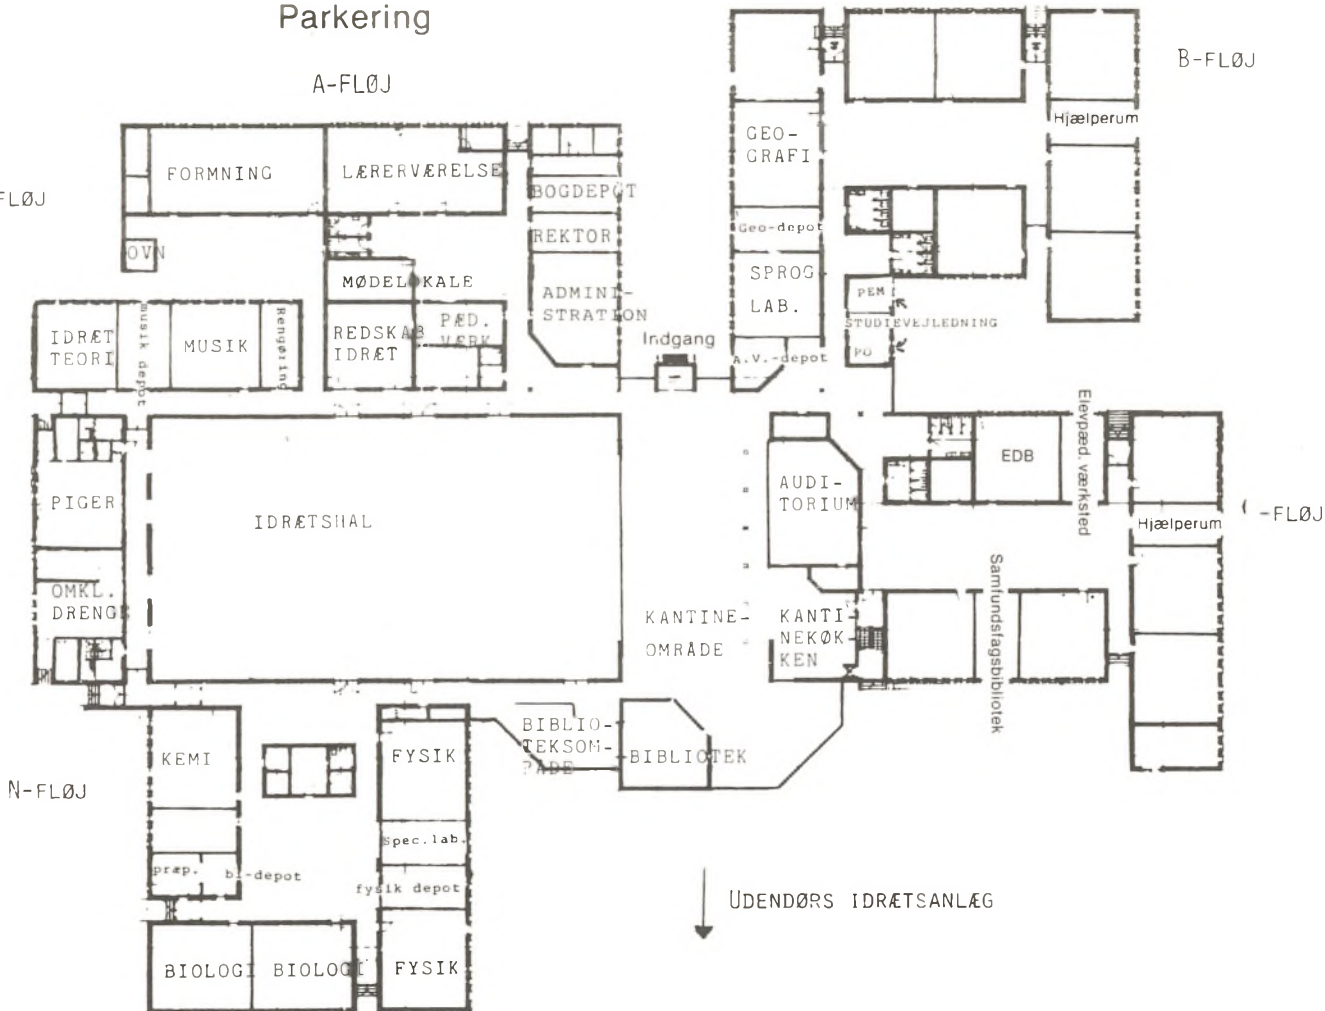 Parkering
A-FLØJ
B-FLØJ
FLØJ
FORMNING
LÆRERVÆRELSE
BOGDEPOT
REKTOR
OVN
MØDELOKALE
ADMINI-
STRATION
IDRÆT
TEORI
musik depot
MUSIK
Rengøring
REDSKAB
IDRÆT
PÆD.
VÆRK
Indgang
GEO-
GRAFI
Geo-depot
SPROG
LAB.
A.V.-depot
Hjælperum
PEM
STUDIEVEJLEDNING
PO
PIGER
OMKL.
DRENGE
IDRÆTSHAL
AUDI-
TORIUM
EDB
Elevpæd. værksted
Hjælperum
-FLØJ
Samfundsfagsbibliotek
KANTINE-
OMRÅDE
KANTI-
NEKØK
KEN
BIBLIO-
TEKSOM-
RÅDE
BIBLIOTEK
N-FLØJ
KEMI
præp.
bi-depot
FYSIK
Spec.lab.
fysik depot
BIOLOGI
BIOLOGI
FYSIK
UDENDØRS IDRÆTSANLÆG